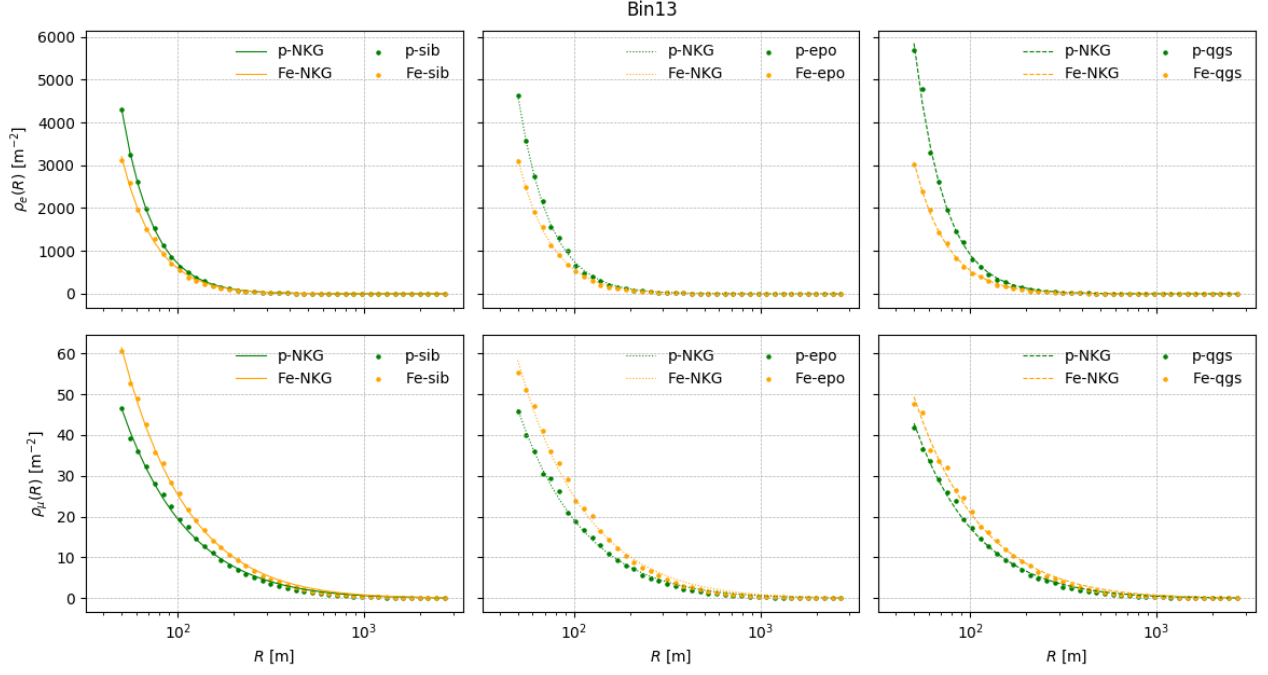 Bin13
ρₑ(R) [m⁻²]
6000
5000
4000
3000
2000
1000
0
p-NKG
Fe-NKG
p-sib
Fe-sib
p-NKG
Fe-NKG
p-epo
Fe-epo
p-NKG
Fe-NKG
p-qgs
Fe-qgs
ρ_μ(R) [m⁻²]
60
50
40
30
20
10
0
p-NKG
Fe-NKG
p-sib
Fe-sib
p-NKG
Fe-NKG
p-epo
Fe-epo
p-NKG
Fe-NKG
p-qgs
Fe-qgs
10²
10³
10²
10³
10²
10³
R [m]
R [m]
R [m]